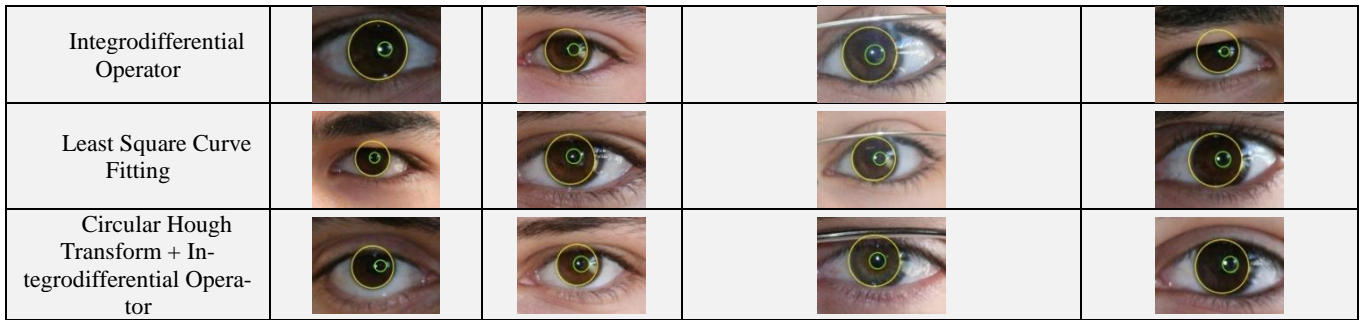 Integrodifferential
Operator
Least Square Curve
Fitting
Circular Hough
Transform + In-
tegrodifferential Opera-
tor